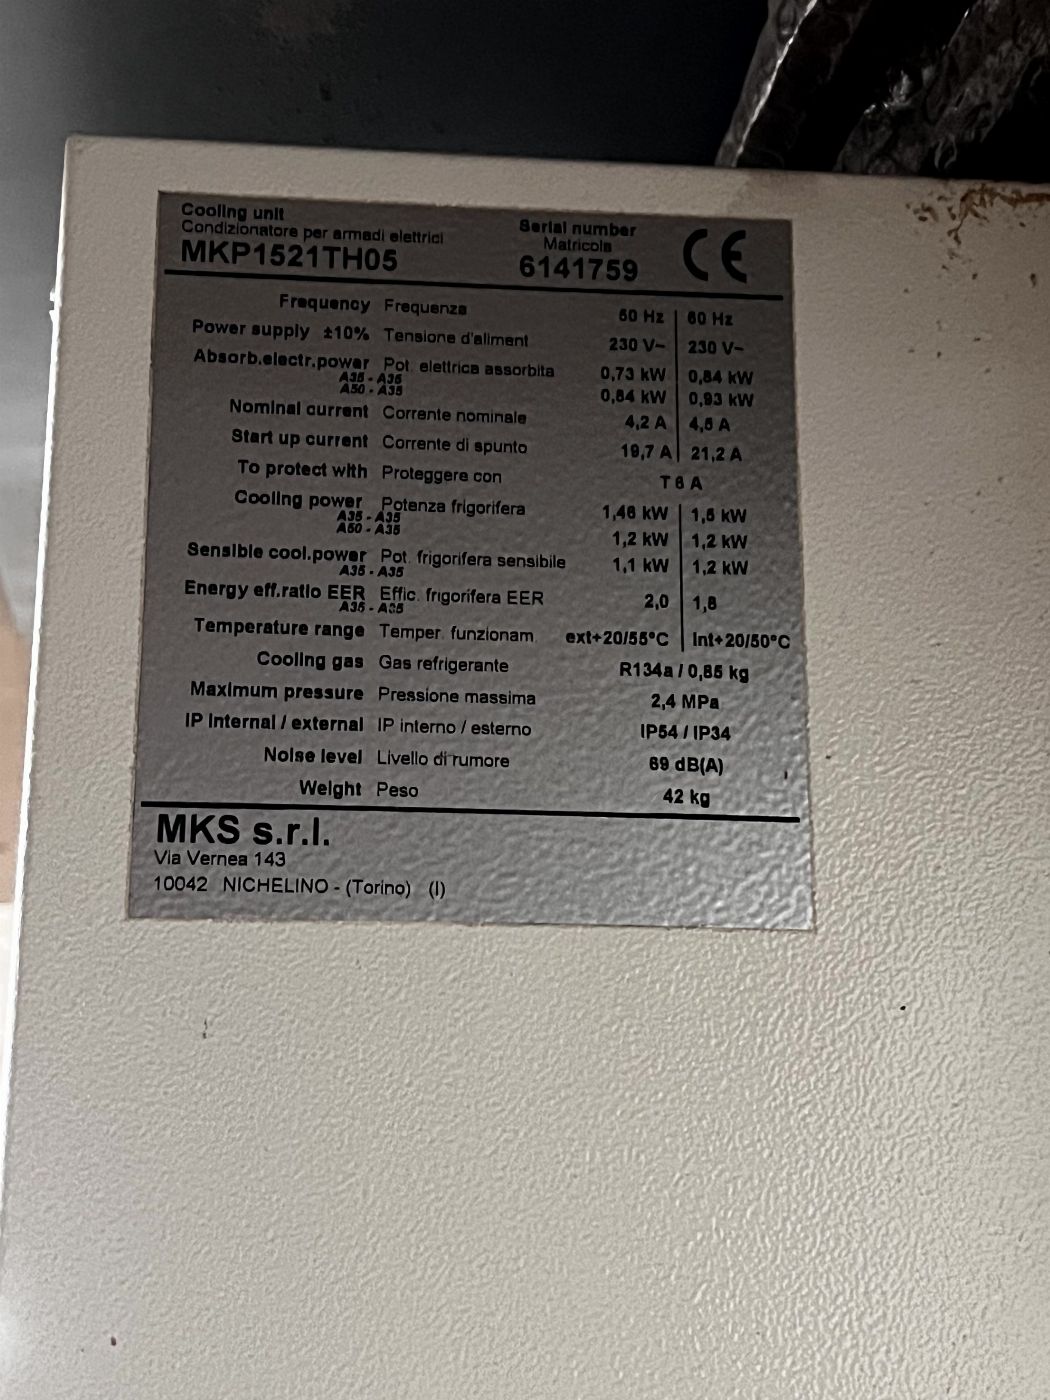 Cooling unit
Condizionatore per armadi elettrici
MKP1521TH05
Serial number
Matricola
6141759
CE
Frequency Frequenza 50 Hz 60 Hz
Power supply ±10% Tensione d'aliment 230 V~ 230 V~
Absorb.electr.power Pot. elettrica assorbita
A35 - A35 0,73 kW 0,84 kW
A50 - A35 0,84 kW 0,93 kW
Nominal current Corrente nominale 4,2 A
Start up current Corrente di spunto 19,7 A 21,2 A
To protect with Proteggere con T 6 A
Cooling power Potenza frigorifera
A35 - A35 1,46 kW 1,5 kW
A50 - A35 1,2 kW 1,2 kW
Sensible cool.power Pot. frigorifera sensibile 1,1 kW 1,2 kW
A35 - A35
Energy eff.ratio EER Effic. frigorifera EER 2,0 1,8
A35 - A35
Temperature range Temper. funzionam ext+20/55°C Int+20/50°C
Cooling gas Gas refrigerante R134a / 0,85 kg
Maximum pressure Pressione massima 2,4 MPa
IP Internal / external IP interno / esterno IP54 / IP34
Noise level Livello di rumore 69 dB(A)
Weight Peso 42 kg
MKS s.r.l.
Via Vernea 143
10042 NICHELINO - (Torino) (I)